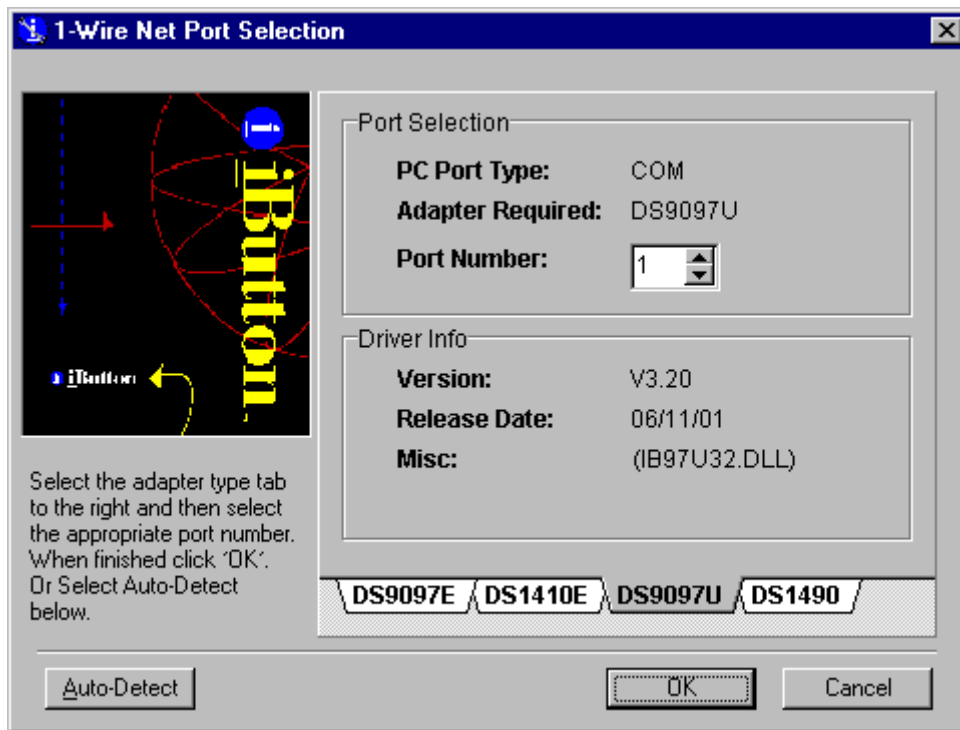 1-Wire Net Port Selection
iButton
iButton
Select the adapter type tab
to the right and then select
the appropriate port number.
When finished click 'OK'.
Or Select Auto-Detect
below.
Port Selection
PC Port Type: COM
Adapter Required: DS9097U
Port Number: 1
Driver Info
Version: V3.20
Release Date: 06/11/01
Misc: (IB97U32.DLL)
DS9097E DS1410E DS9097U DS1490
Auto-Detect OK Cancel